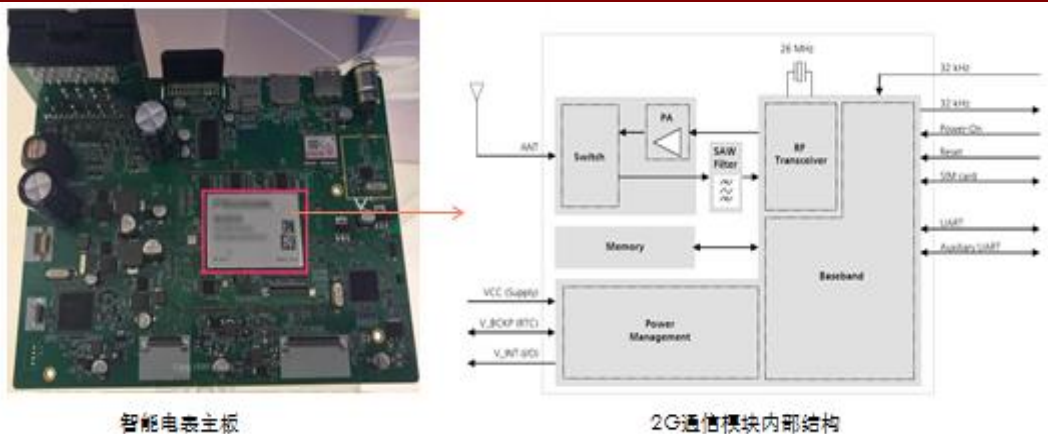 26 MHz
32 kHz
32 kHz
Power-On
Reset
SIM card
UART
Auxiliary UART
ANT
Switch
PA
SAW
Filter
RF
Transceiver
Memory
Baseband
VCC (Supply)
V_BCKP (RTC)
V_INT (I/O)
Power
Management
智能电表主板
2G通信模块内部结构